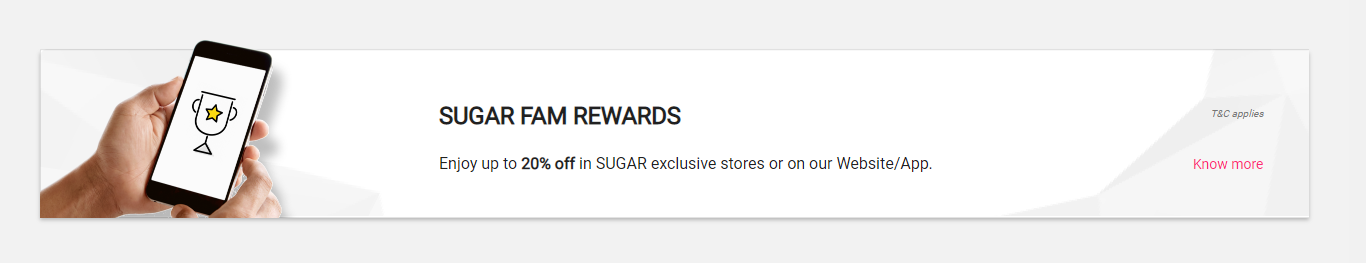 SUGAR FAM REWARDS
T&C applies
Enjoy up to 20% off in SUGAR exclusive stores or on our Website/App.
Know more